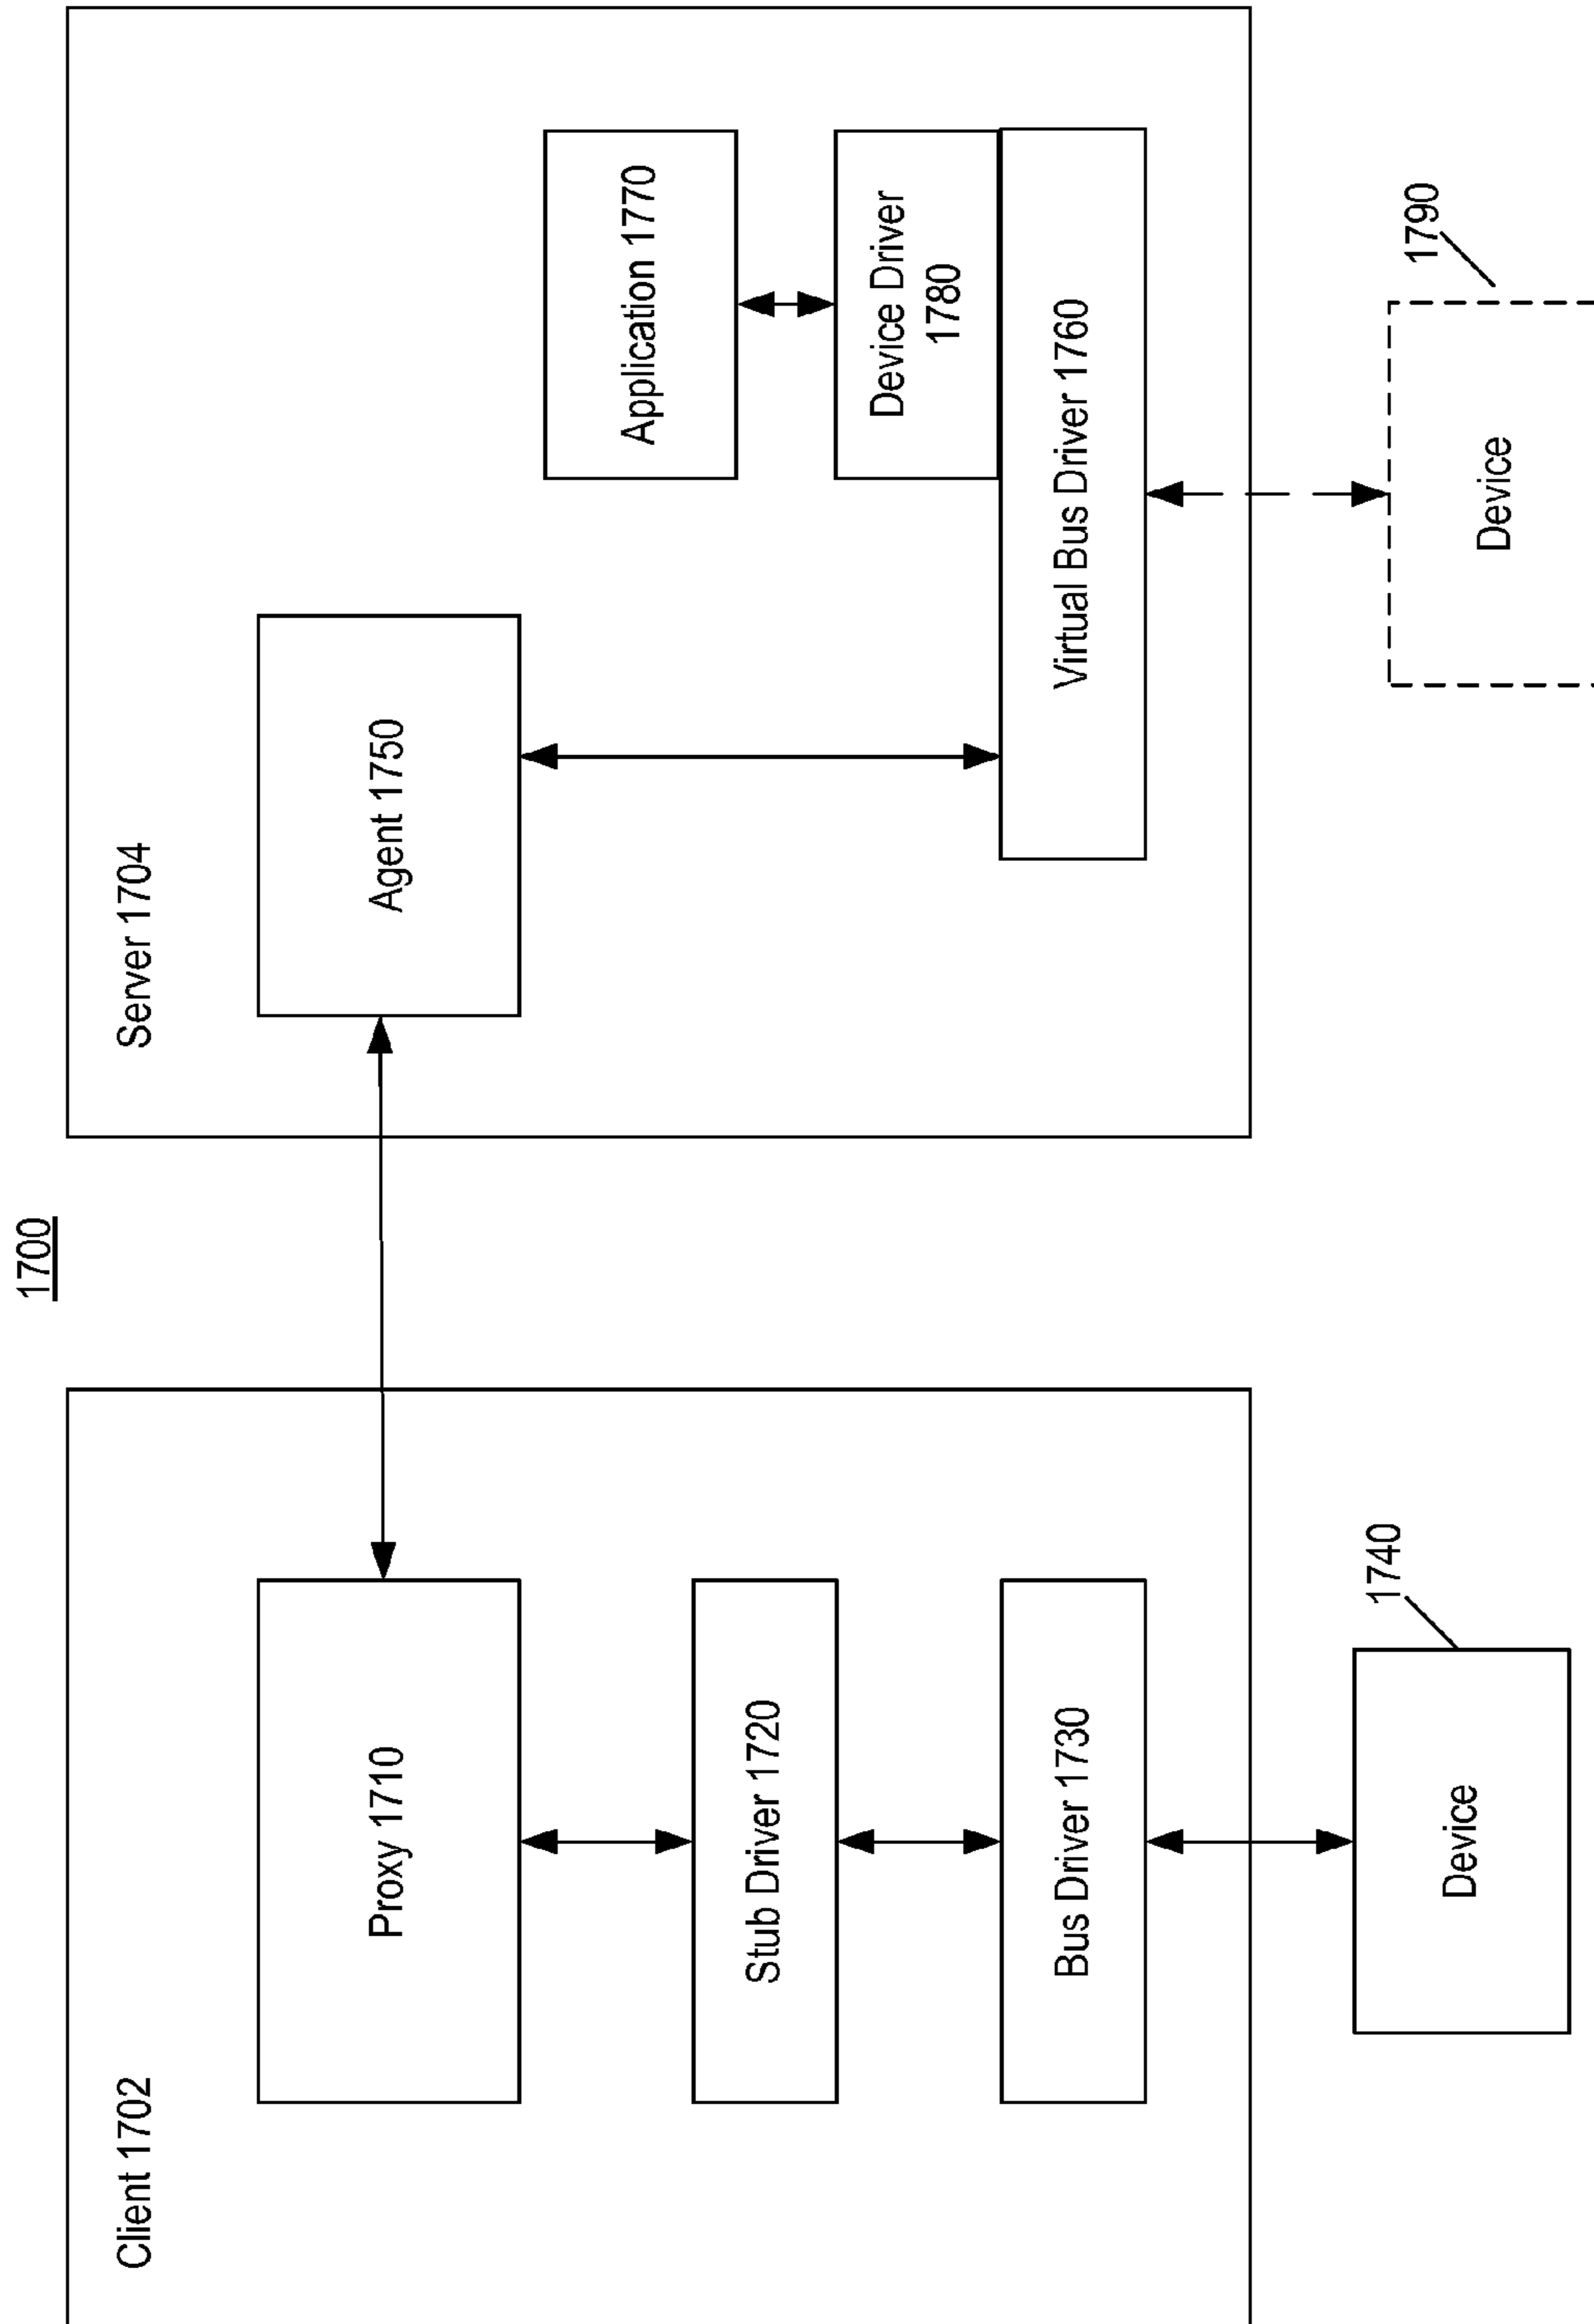 1700
Client 1702
Proxy 1710
Stub Driver 1720
Bus Driver 1730
Device
1740
Server 1704
Agent 1750
Application 1770
Device Driver
1780
Virtual Bus Driver 1760
Device
1790